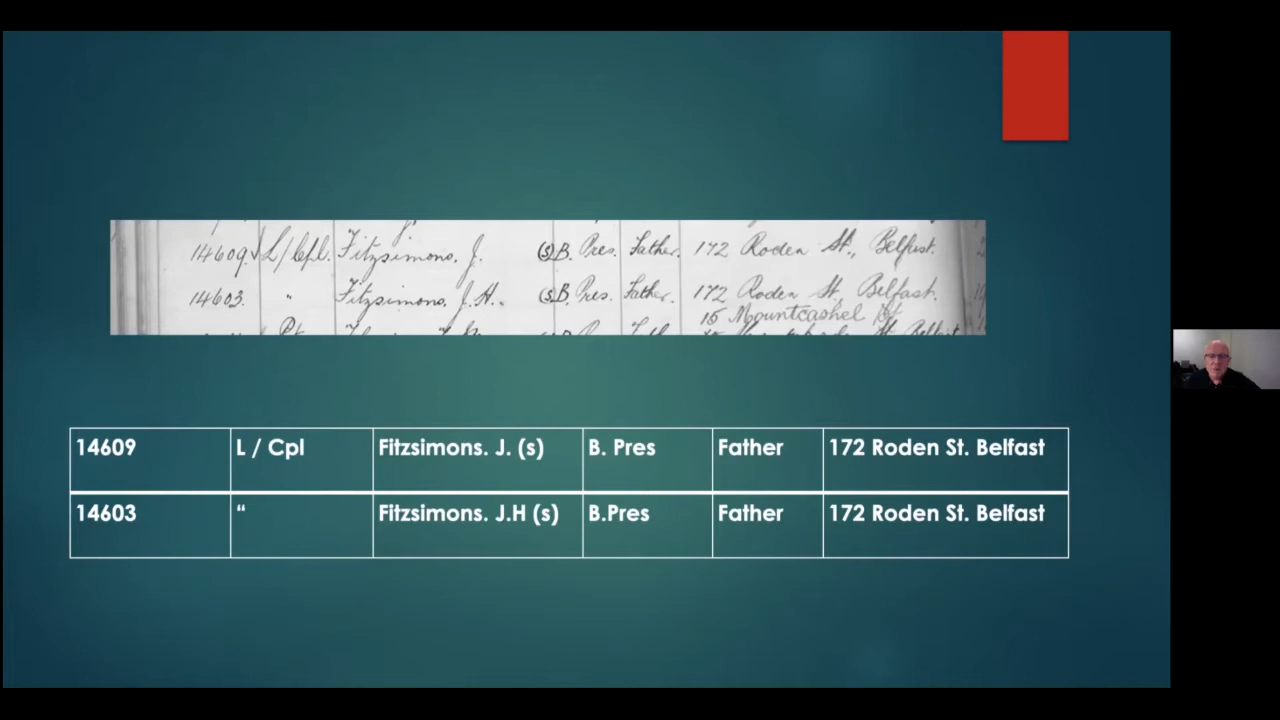 14609. L/Cpl. Fitzsimons. J. (s) B. Pres. Father. 172 Roden St., Belfast.
14603. " Fitzsimons. J.H. (s) B. Pres. Father. 172 Roden St. Belfast.
15 Mountcashel St
14609 L / Cpl Fitzsimons. J. (s) B. Pres Father 172 Roden St. Belfast
14603 “ Fitzsimons. J.H (s) B.Pres Father 172 Roden St. Belfast